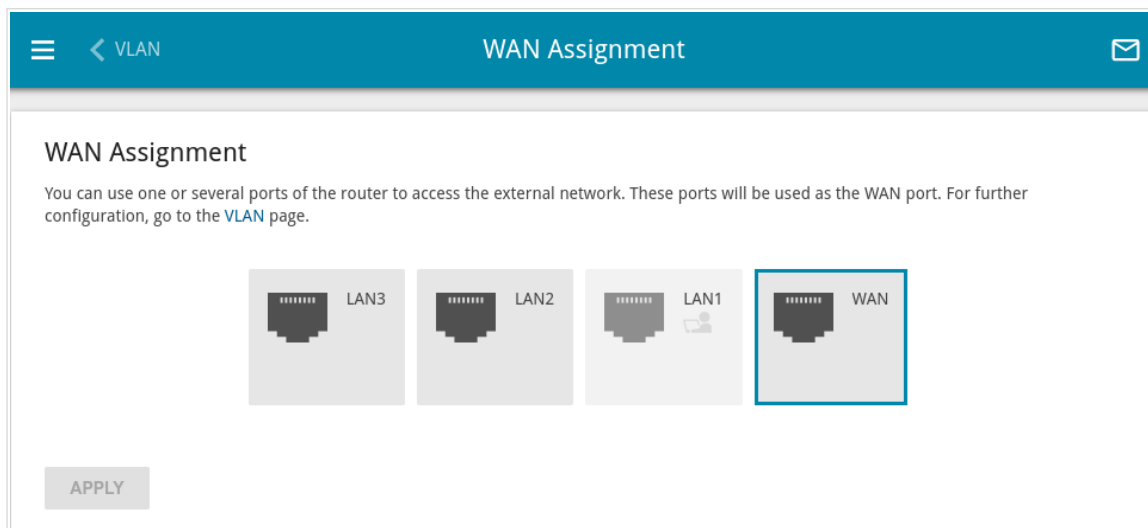 VLAN
WAN Assignment
WAN Assignment
You can use one or several ports of the router to access the external network. These ports will be used as the WAN port. For further
configuration, go to the VLAN page.
LAN3
LAN2
LAN1
WAN
APPLY